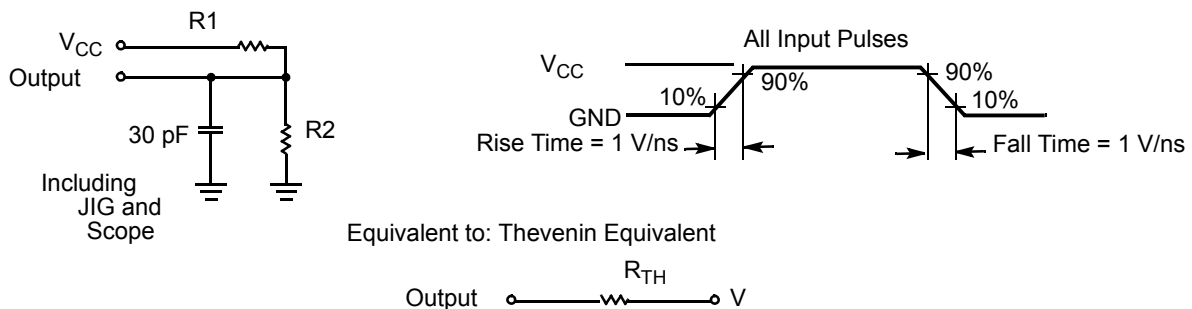 R1
VCC
Output
30 pF
R2
Including
JIG and
Scope
All Input Pulses
VCC
GND
10%
90%
90%
10%
Rise Time = 1 V/ns
Fall Time = 1 V/ns
Equivalent to: Thevenin Equivalent
RTH
Output
V